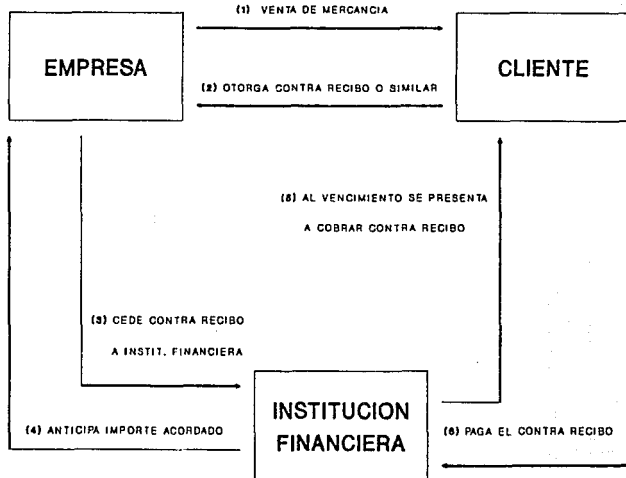 (1) VENTA DE MERCANCIA
EMPRESA
CLIENTE
(2) OTORGA CONTRA RECIBO O SIMILAR
(5) AL VENCIMIENTO SE PRESENTA
A COBRAR CONTRA RECIBO
(3) CEDE CONTRA RECIBO
A INSTIT. FINANCIERA
INSTITUCION
FINANCIERA
(4) ANTICIPA IMPORTE ACORDADO
(6) PAGA EL CONTRA RECIBO